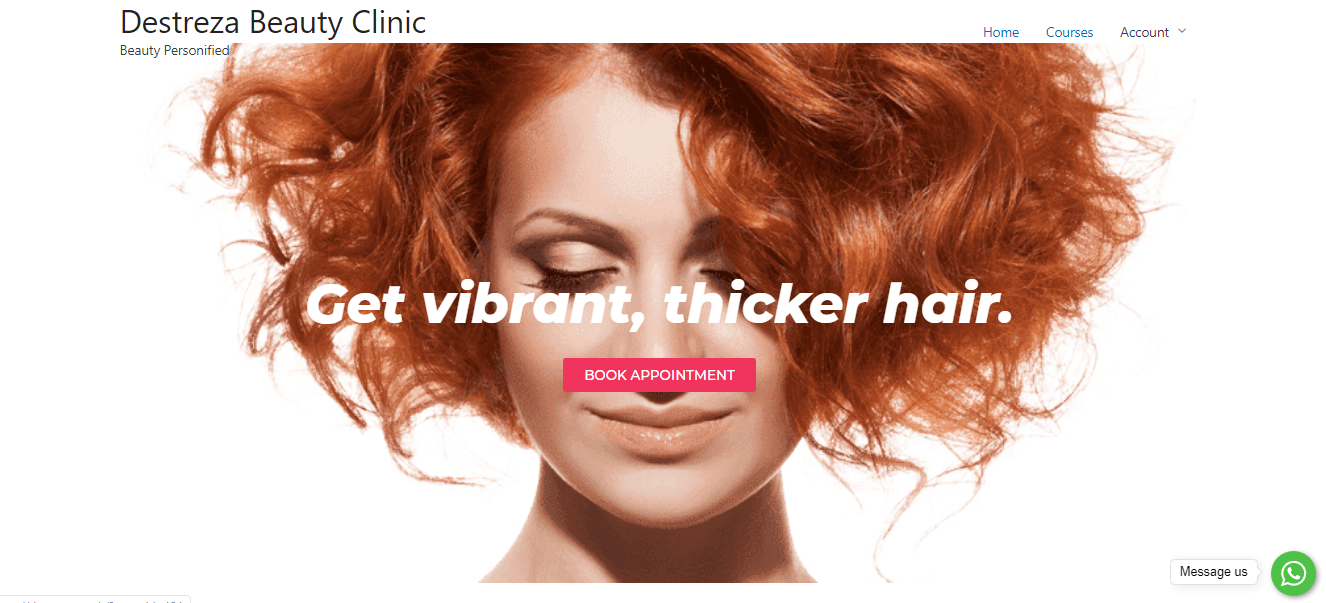 Destreza Beauty Clinic
Beauty Personified
Home Courses Account
Get vibrant, thicker hair.
BOOK APPOINTMENT
Message us